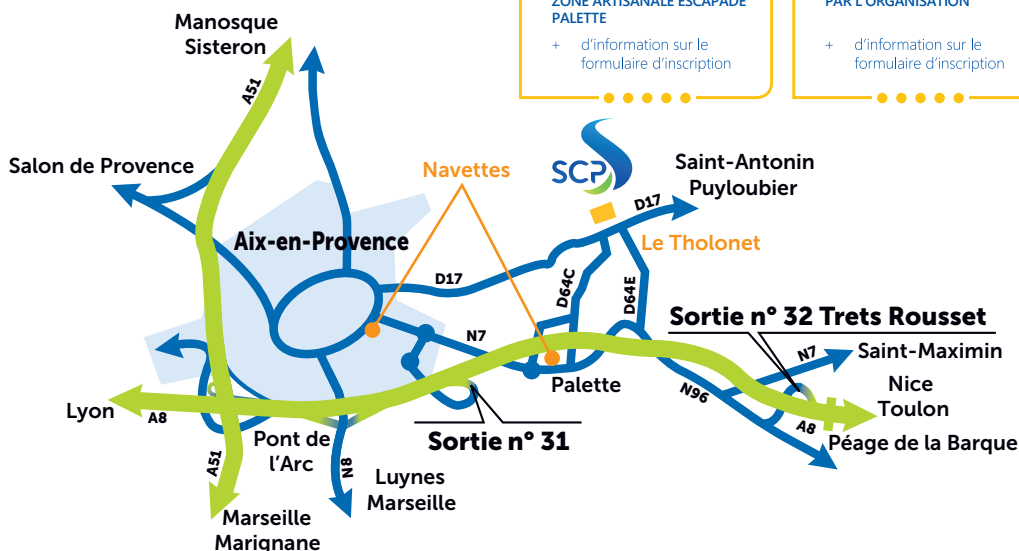 ZONE ARTISANALE ESCAPADE
PALETTE
+ d'information sur le
formulaire d'inscription
PAR L'ORGANISATION
+ d'information sur le
formulaire d'inscription
Manosque
Sisteron
A51
Salon de Provence
Navettes
SCP
Saint-Antonin
Puyloubier
D17
Aix-en-Provence
Le Tholonet
D17
D64C
D64E
Sortie n° 32 Trets Rousset
N7
N7
Saint-Maximin
Palette
N96
Nice
Toulon
Lyon
A8
A8
Pont de
l'Arc
Sortie n° 31
Péage de la Barque
A51
N8
Luynes
Marseille
Marseille
Marignane